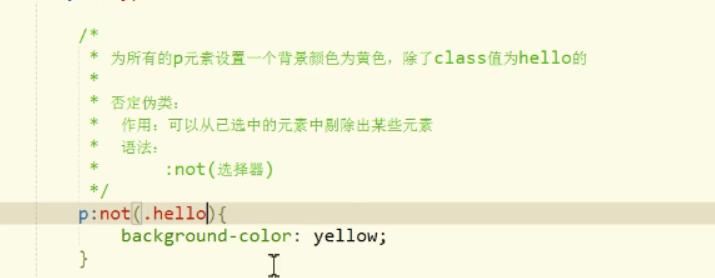 /*
* 为所有的p元素设置一个背景颜色为黄色，除了class值为hello的
*
* 否定伪类：
* 作用：可以从已选中的元素中剔除出某些元素
* 语法：
* :not(选择器)
*/
p:not(.hello){
background-color: yellow;
}